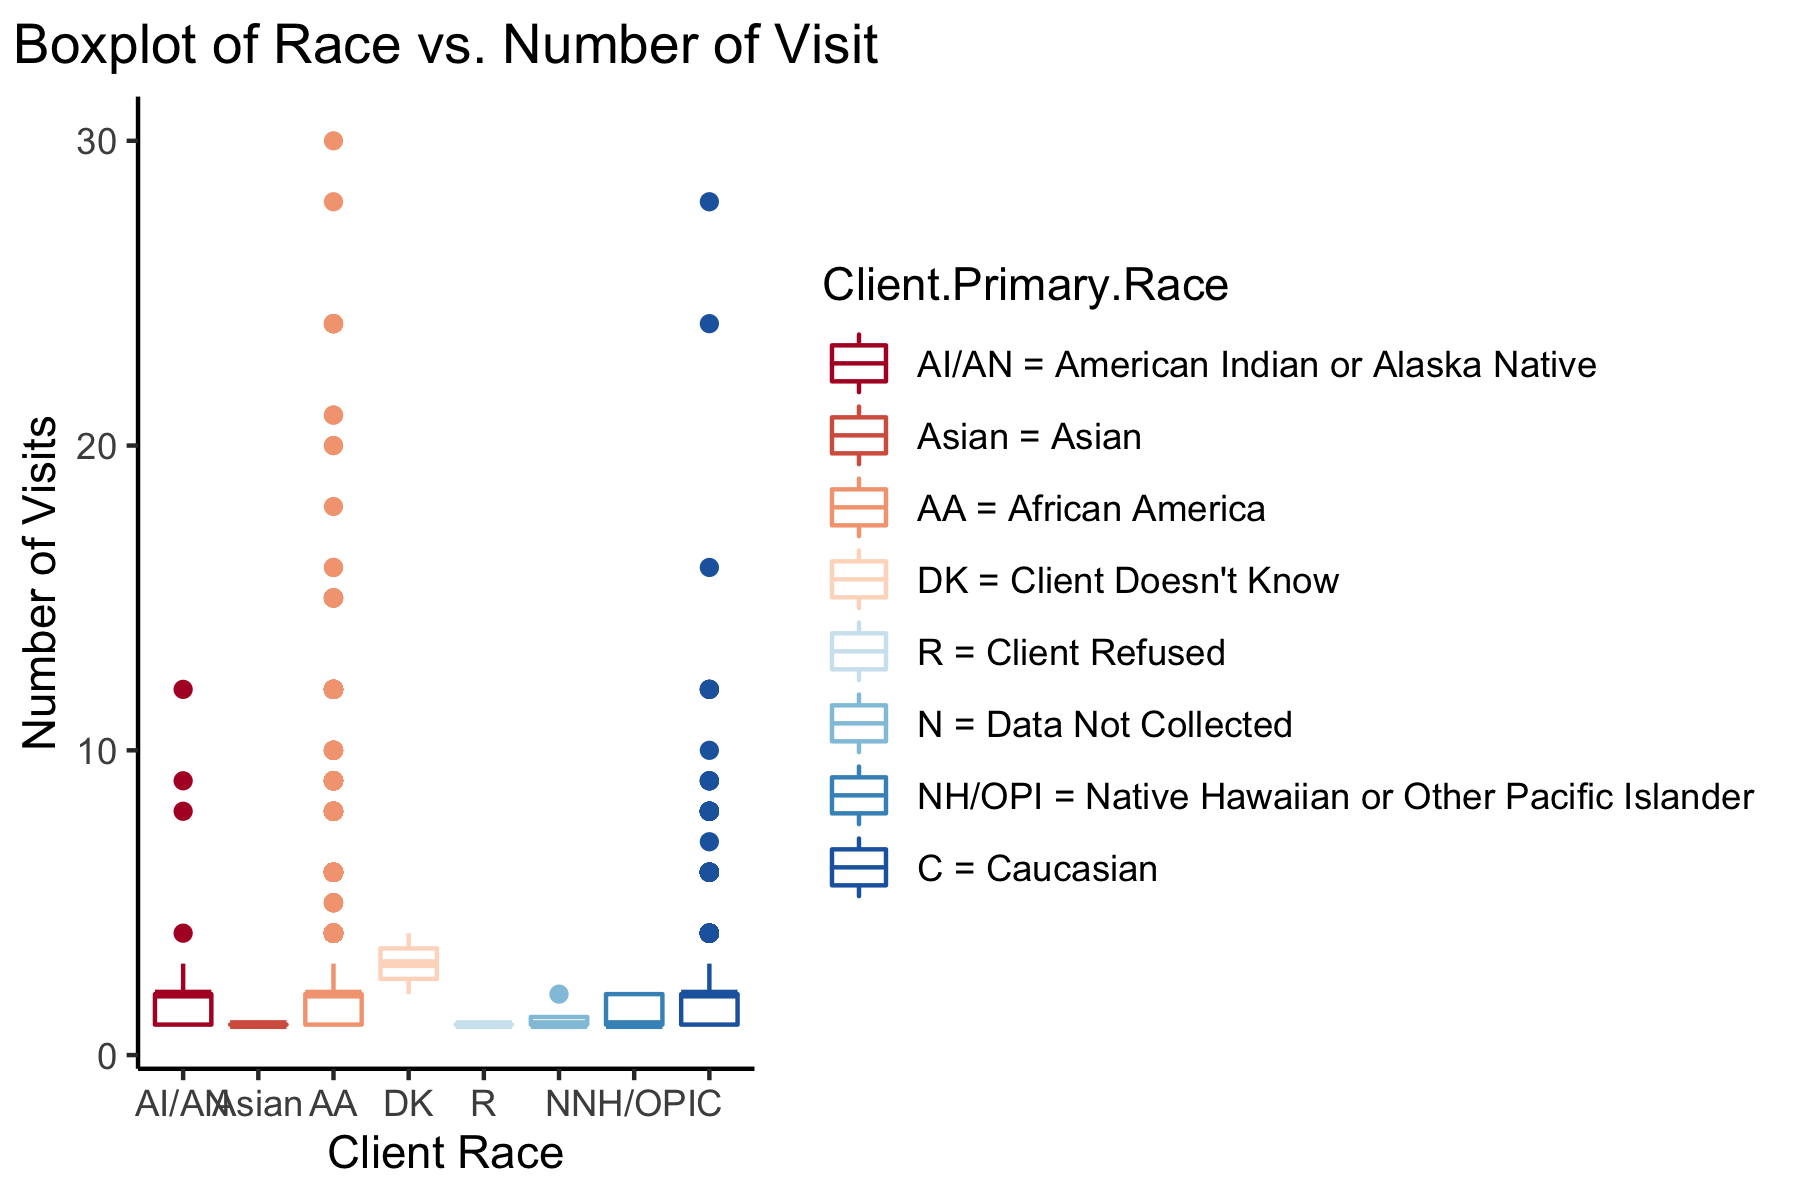 Boxplot of Race vs. Number of Visit
30
20
10
0
Number of Visits
AI/AN Asian AA DK R N NH/OPI C
Client Race
Client.Primary.Race
AI/AN = American Indian or Alaska Native
Asian = Asian
AA = African America
DK = Client Doesn't Know
R = Client Refused
N = Data Not Collected
NH/OPI = Native Hawaiian or Other Pacific Islander
C = Caucasian